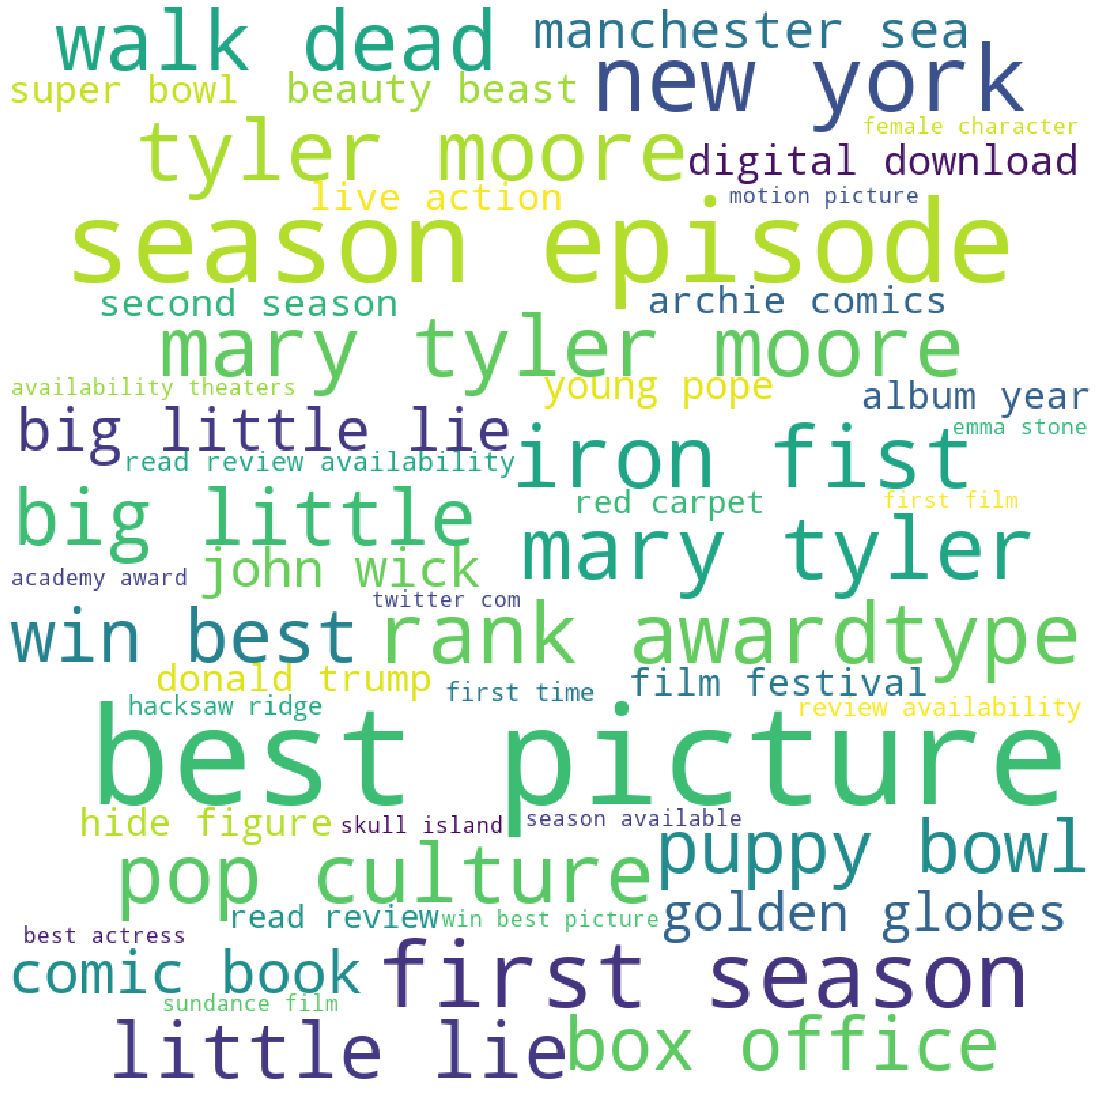 walk dead
manchester sea
super bowl
beauty beast
new york
tyler moore
female character
digital download
live action
motion picture
season episode
second season
archie comics
mary tyler moore
availability theaters
young pope
album year
big little lie
iron fist
emma stone
read review availability
big little
red carpet
first film
mary tyler
john wick
academy award
twitter com
win best
rank awardtype
donald trump
first time
film festival
hacksaw ridge
review availability
best picture
hide figure
skull island
season available
puppy bowl
pop culture
read review
win best picture
golden globes
best actress
comic book
first season
sundance film
little lie
box office